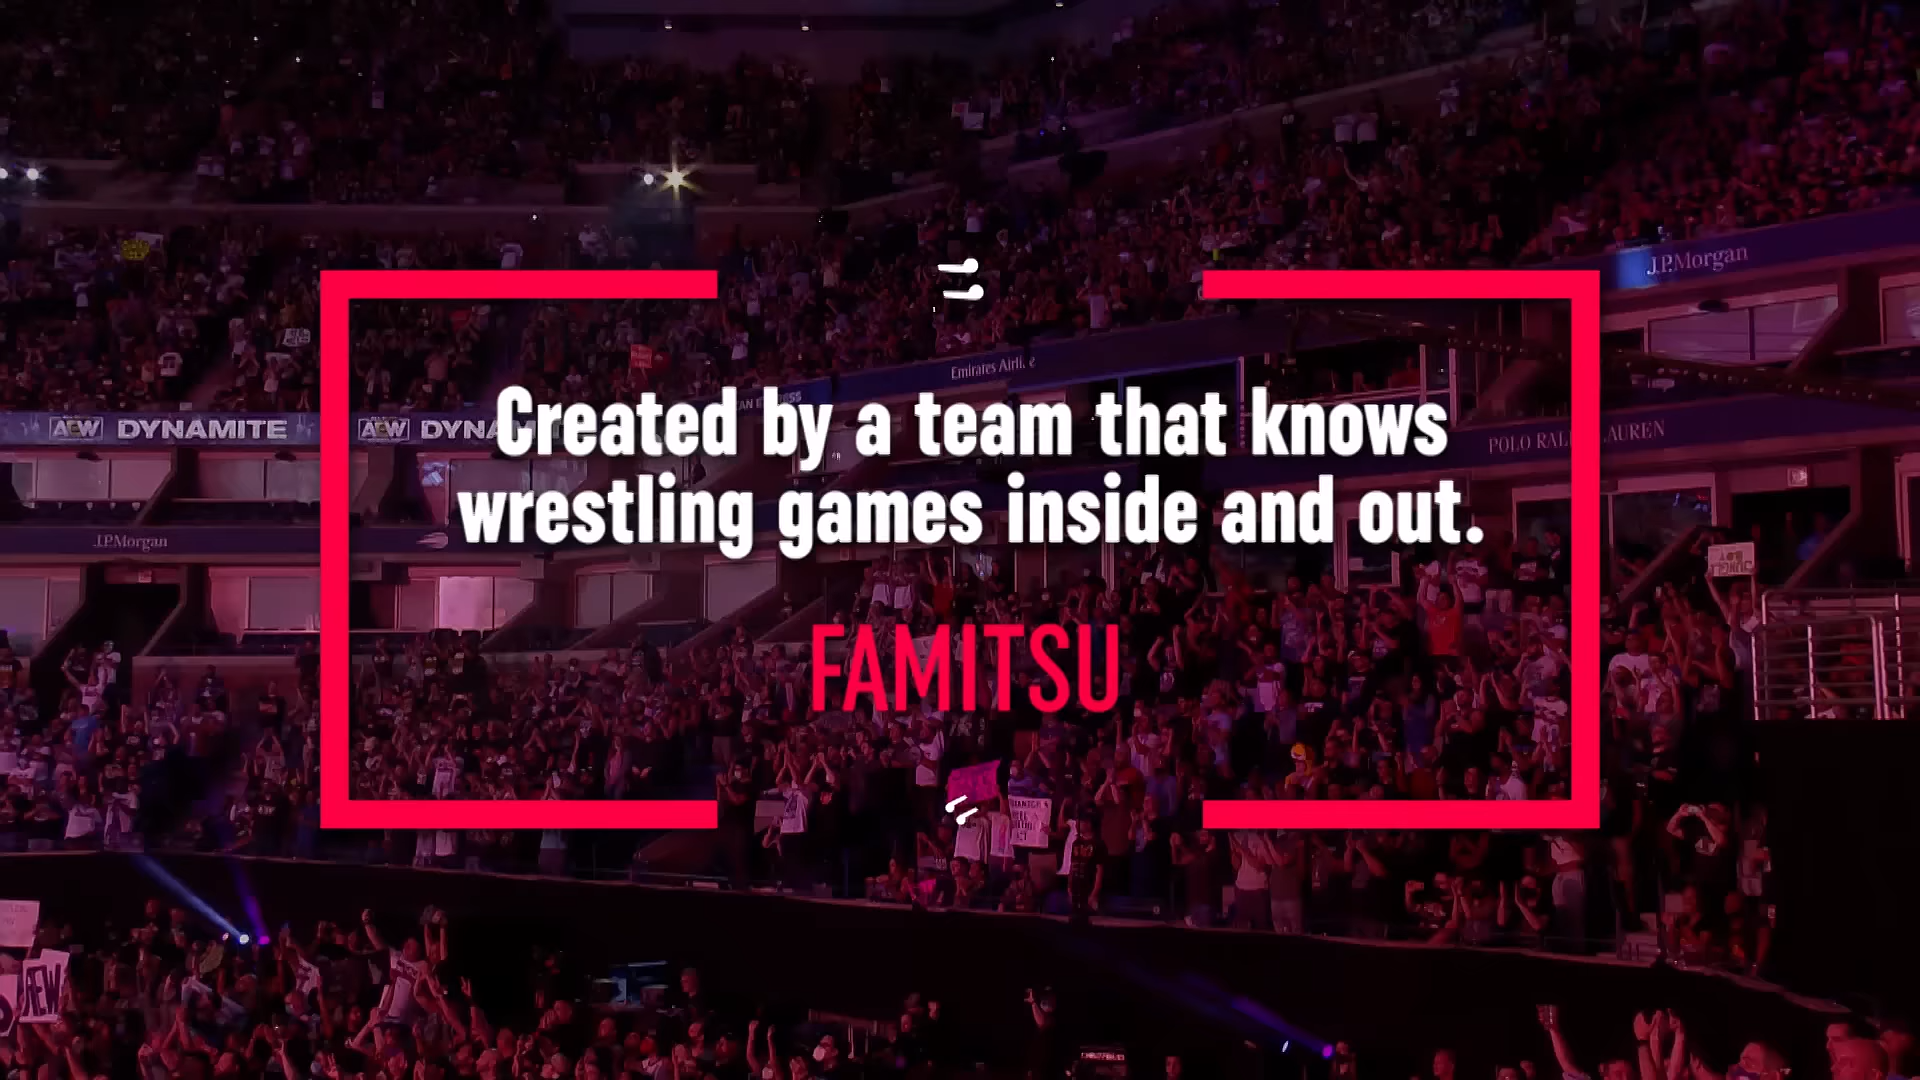 J.P.Morgan
Emirates Airli e
AEW DYNAMITE
AEW DYNA
Created by a team that knows
wrestling games inside and out.
POLO RAL AUREN
J.P.Morgan
FAMITSU
AEW